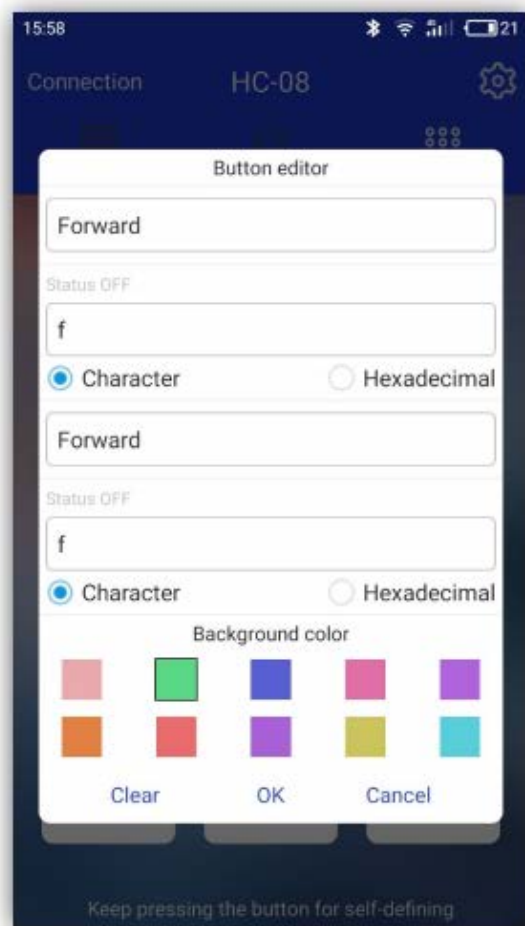 15:58 21
Connection HC-08
Button editor
Forward
Status OFF
f
Character Hexadecimal
Forward
Status OFF
f
Character Hexadecimal
Background color
Clear OK Cancel
Keep pressing the button for self-defining